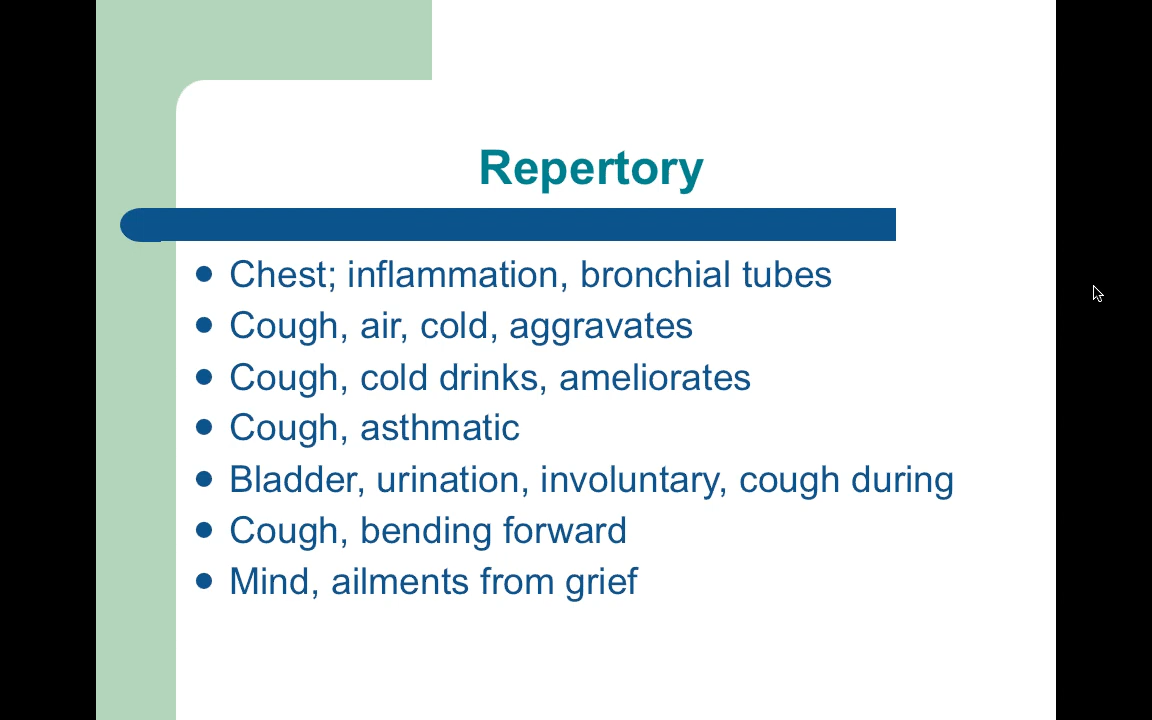 Repertory
● Chest; inflammation, bronchial tubes
● Cough, air, cold, aggravates
● Cough, cold drinks, ameliorates
● Cough, asthmatic
● Bladder, urination, involuntary, cough during
● Cough, bending forward
● Mind, ailments from grief